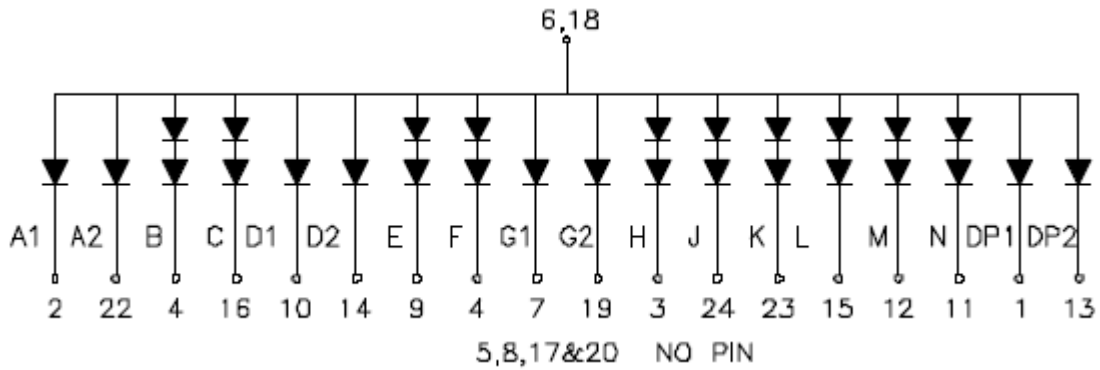 6,18
A1 A2 B C D1 D2 E F G1 G2 H J K L M N DP1 DP2
2 22 4 16 10 14 9 4 7 19 3 24 23 15 12 11 1 13
5,8,17&20 NO PIN